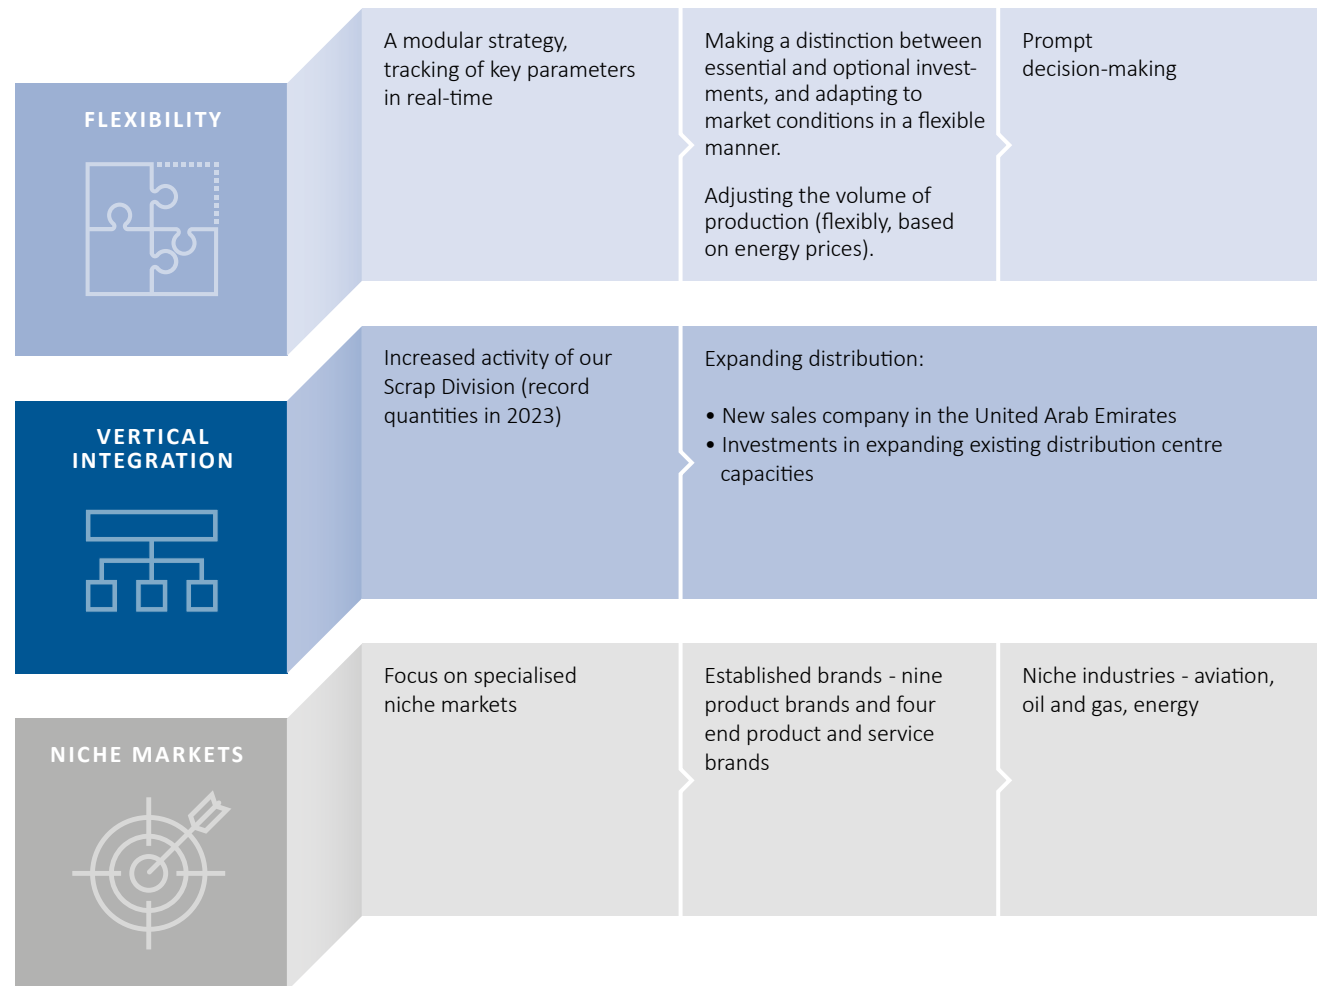 FLEXIBILITY
A modular strategy,
tracking of key parameters
in real-time
Making a distinction between
essential and optional invest-
ments, and adapting to
market conditions in a flexible
manner.
Adjusting the volume of
production (flexibly, based
on energy prices).
Prompt
decision-making
VERTICAL
INTEGRATION
Increased activity of our
Scrap Division (record
quantities in 2023)
Expanding distribution:
• New sales company in the United Arab Emirates
• Investments in expanding existing distribution centre
capacities
NICHE MARKETS
Focus on specialised
niche markets
Established brands - nine
product brands and four
end product and service
brands
Niche industries - aviation,
oil and gas, energy